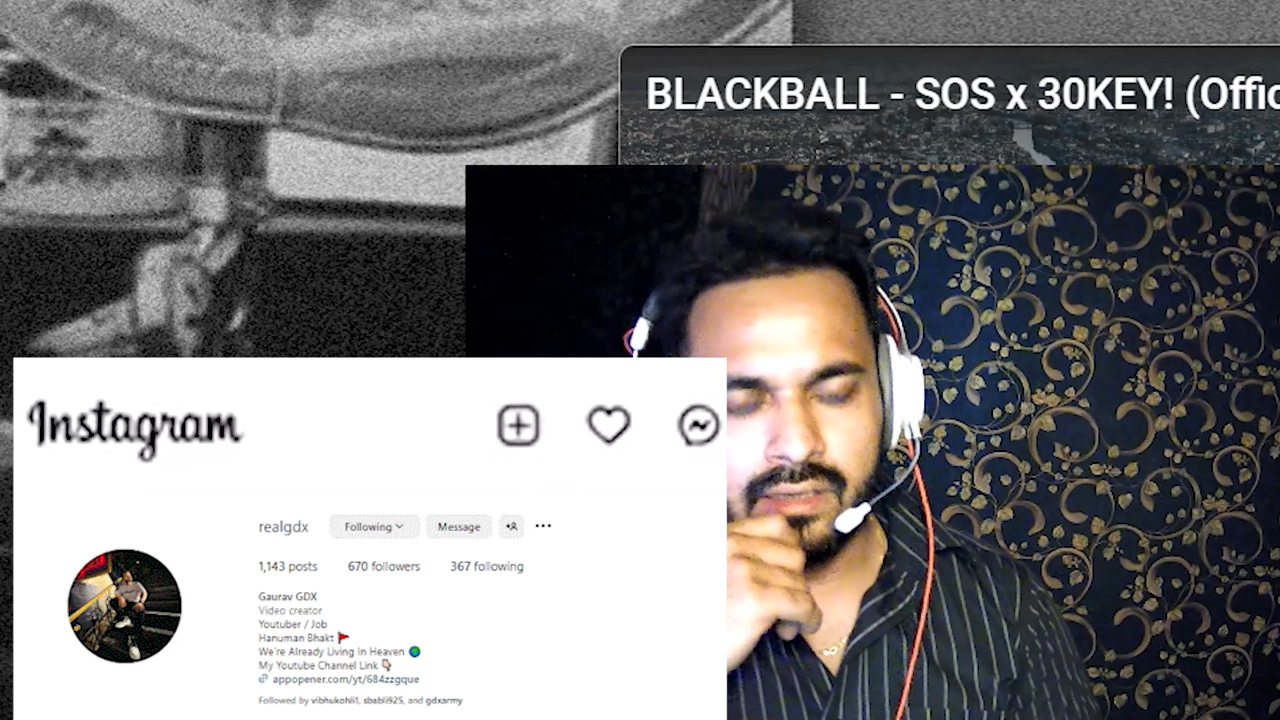 BLACKBALL - SOS x 30KEY! (Offic
Instagram
realgdx Following Message
1,143 posts 670 followers 367 following
Gaurav GDX
Video creator
Youtuber / Job
Hanuman Bhakt
We're Already Living In Heaven
My Youtube Channel Link
appopener.com/yt/684zzgque
Followed by vibhukohli1, sbabli925, and gdxarmy